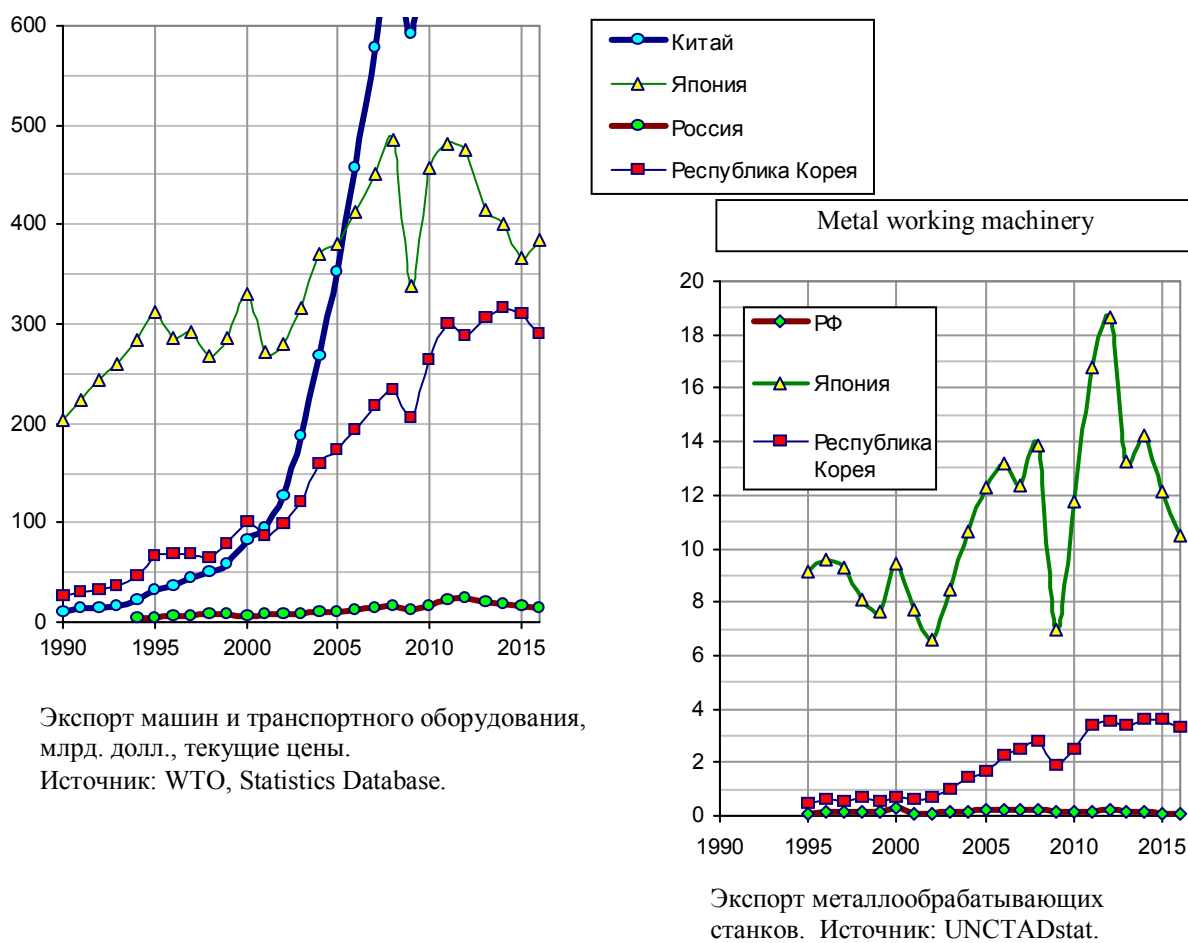 600
500
400
300
200
100
0
1990 1995 2000 2005 2010 2015
Китай
Япония
Россия
Республика Корея
Экспорт машин и транспортного оборудования,
млрд. долл., текущие цены.
Источник: WTO, Statistics Database.
Metal working machinery
20
18
16
14
12
10
8
6
4
2
0
РФ
Япония
Республика
Корея
1990 1995 2000 2005 2010 2015
Экспорт металлообрабатывающих
станков. Источник: UNCTADstat.